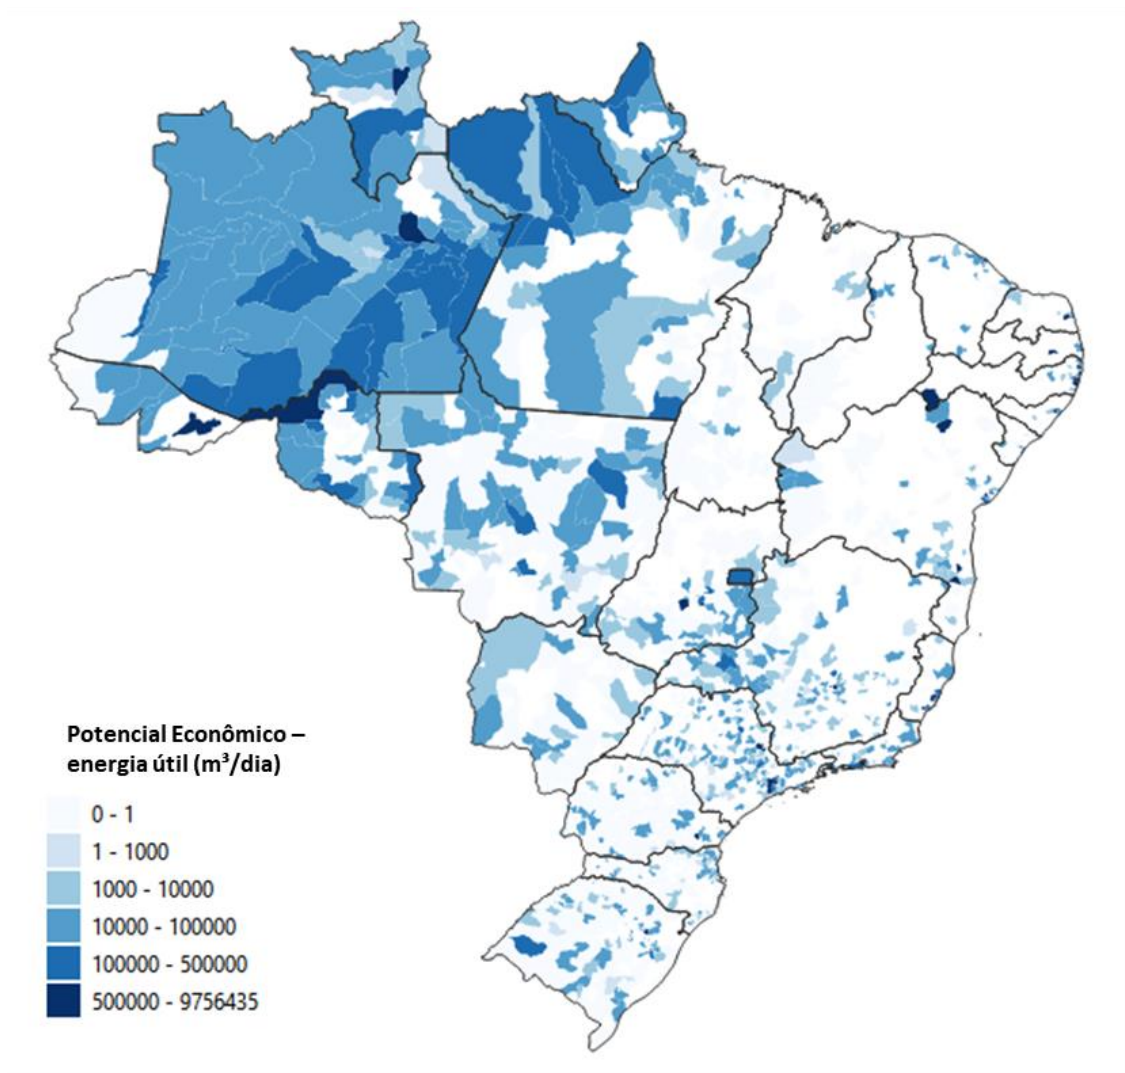 Potencial Econômico –
energia útil (m³/dia)
0 - 1
1 - 1000
1000 - 10000
10000 - 100000
100000 - 500000
500000 - 9756435